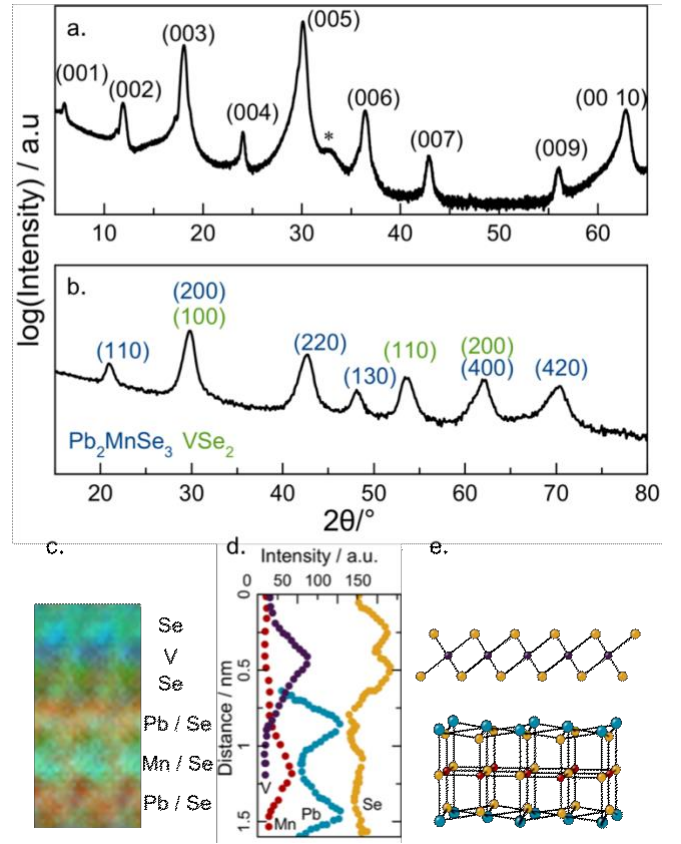 a.
(001)
(002)
(003)
(004)
(005)
*
(006)
(007)
(009)
(00 10)
10 20 30 40 50 60
log(Intensity) / a.u
b.
(110)
(200)
(100)
(220)
(130)
(110)
(200)
(400)
(420)
Pb2MnSe3 VSe2
20 30 40 50 60 70 80
2θ/°
c.
Se
V
Se
Pb / Se
Mn / Se
Pb / Se
d.
Intensity / a.u.
0 50 100 150
Distance / nm
0
0.5
1
1.5
V
Mn
Pb
Se
e.